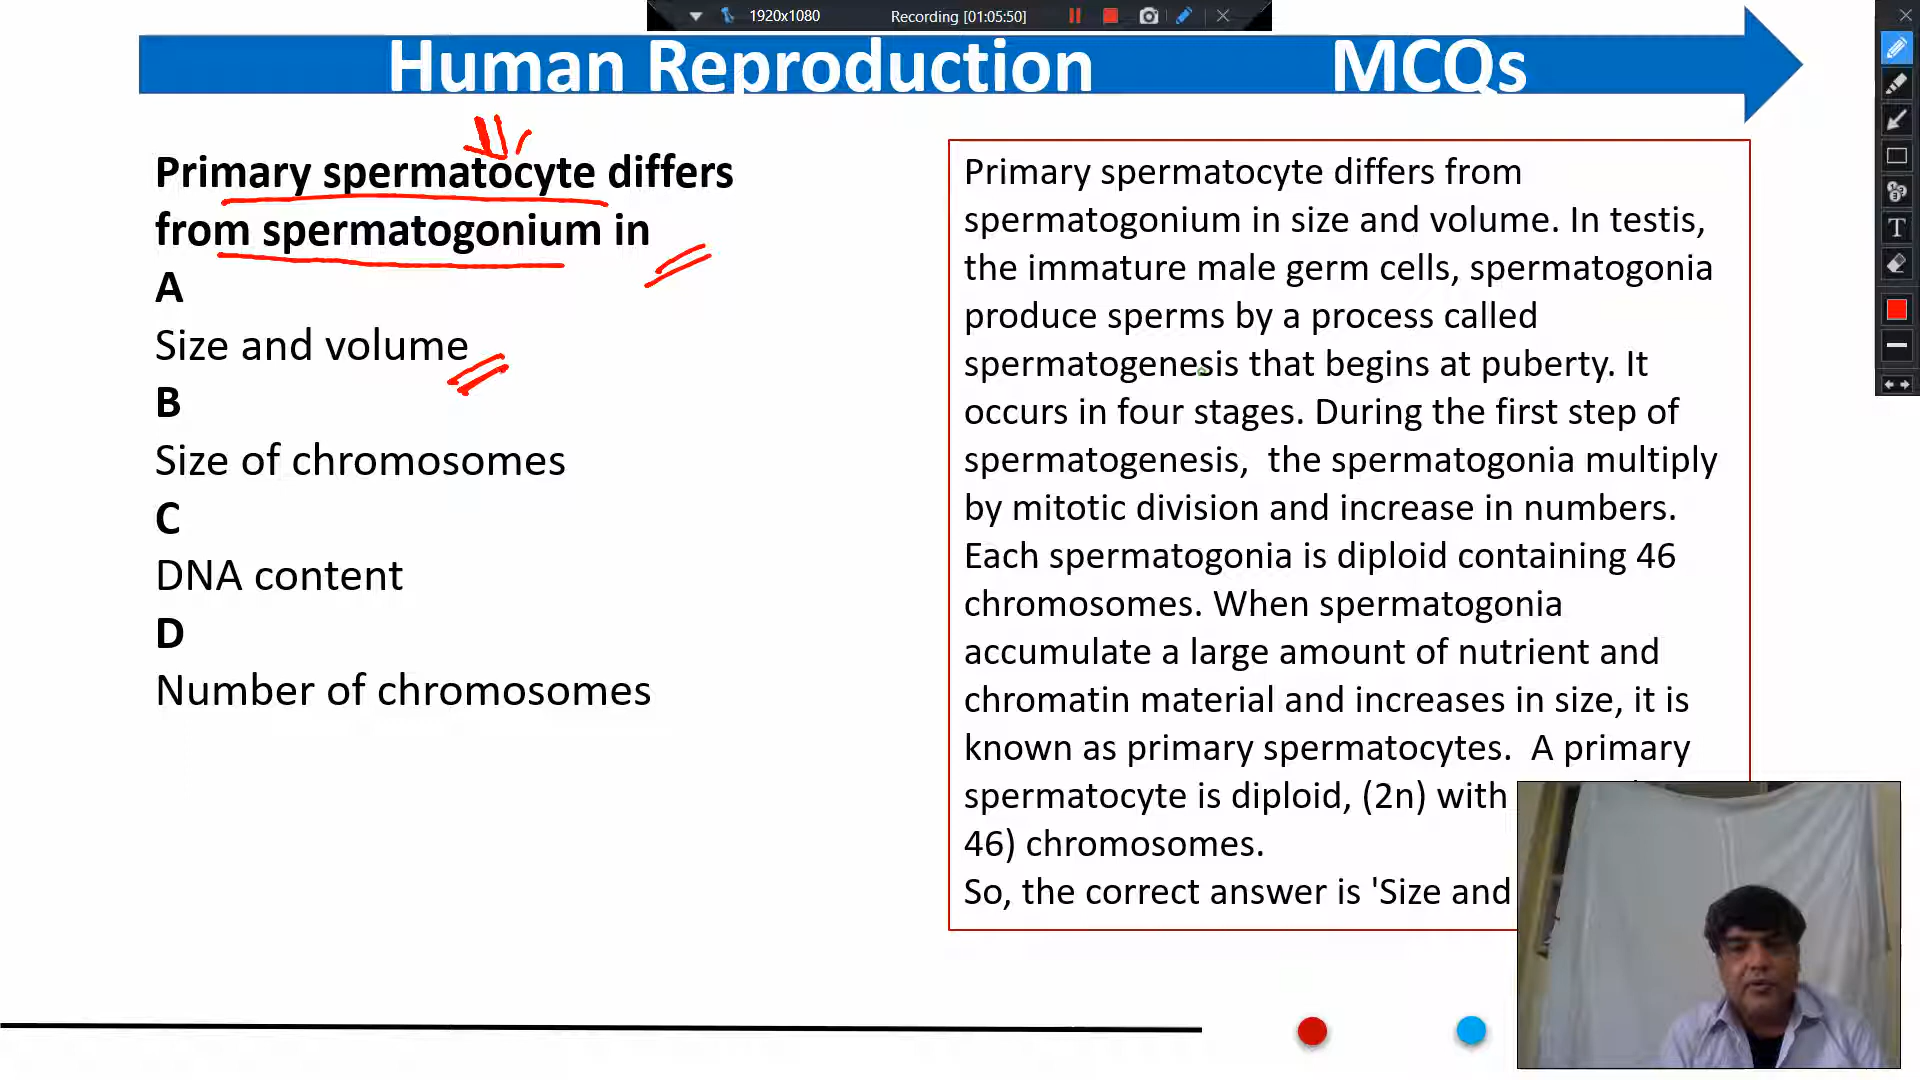 1920x1080
Recording [01:05:50]
Human Reproduction MCQs
Primary spermatocyte differs
from spermatogonium in
A
Size and volume
B
Size of chromosomes
C
DNA content
D
Number of chromosomes
Primary spermatocyte differs from
spermatogonium in size and volume. In testis,
the immature male germ cells, spermatogonia
produce sperms by a process called
spermatogenesis that begins at puberty. It
occurs in four stages. During the first step of
spermatogenesis, the spermatogonia multiply
by mitotic division and increase in numbers.
Each spermatogonia is diploid containing 46
chromosomes. When spermatogonia
accumulate a large amount of nutrient and
chromatin material and increases in size, it is
known as primary spermatocytes. A primary
spermatocyte is diploid, (2n) with
46) chromosomes.
So, the correct answer is 'Size and
T